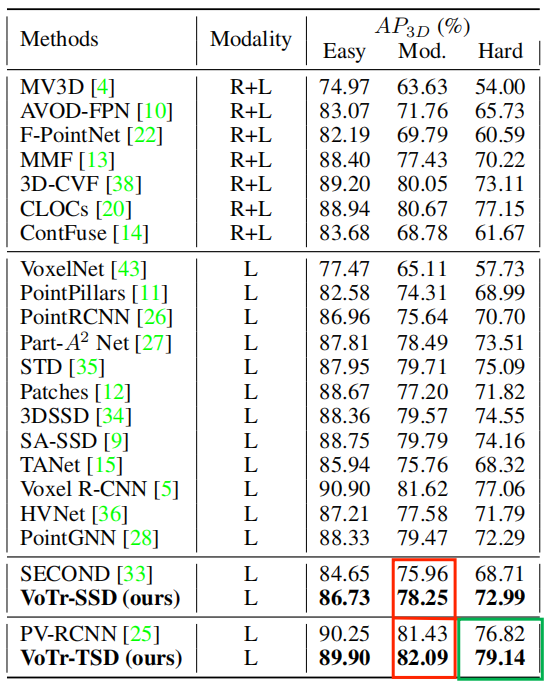 Methods Modality AP3D (%)
Easy Mod. Hard
MV3D [4] R+L 74.97 63.63 54.00
AVOD-FPN [10] R+L 83.07 71.76 65.73
F-PointNet [22] R+L 82.19 69.79 60.59
MMF [13] R+L 88.40 77.43 70.22
3D-CVF [38] R+L 89.20 80.05 73.11
CLOCs [20] R+L 88.94 80.67 77.15
ContFuse [14] R+L 83.68 68.78 61.67
VoxelNet [43] L 77.47 65.11 57.73
PointPillars [11] L 82.58 74.31 68.99
PointRCNN [26] L 86.96 75.64 70.70
Part-A² Net [27] L 87.81 78.49 73.51
STD [35] L 87.95 79.71 75.09
Patches [12] L 88.67 77.20 71.82
3DSSD [34] L 88.36 79.57 74.55
SA-SSD [9] L 88.75 79.79 74.16
TANet [15] L 85.94 75.76 68.32
Voxel R-CNN [5] L 90.90 81.62 77.06
HVNet [36] L 87.21 77.58 71.79
PointGNN [28] L 88.33 79.47 72.29
SECOND [33] L 84.65 75.96 68.71
VoTr-SSD (ours) L 86.73 78.25 72.99
PV-RCNN [25] L 90.25 81.43 76.82
VoTr-TSD (ours) L 89.90 82.09 79.14